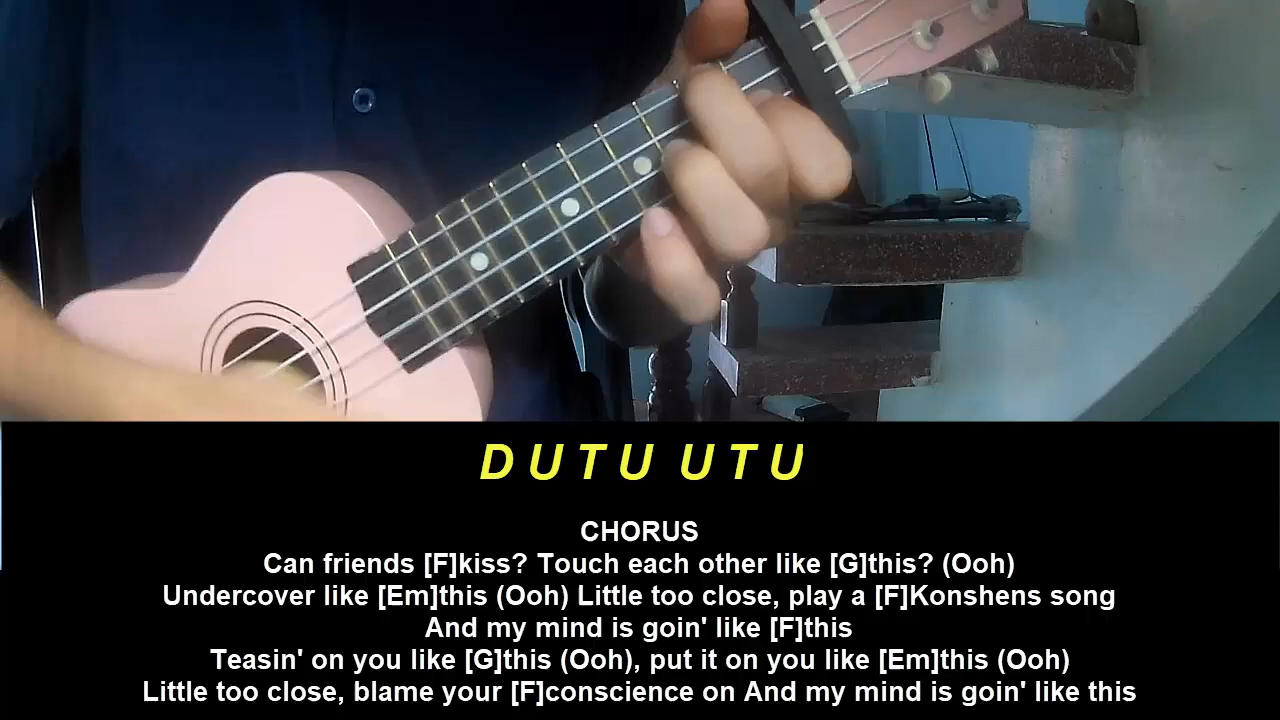 D U T U U T U
CHORUS
Can friends [F]kiss? Touch each other like [G]this? (Ooh)
Undercover like [Em]this (Ooh) Little too close, play a [F]Konshens song
And my mind is goin' like [F]this
Teasin' on you like [G]this (Ooh), put it on you like [Em]this (Ooh)
Little too close, blame your [F]conscience on And my mind is goin' like this